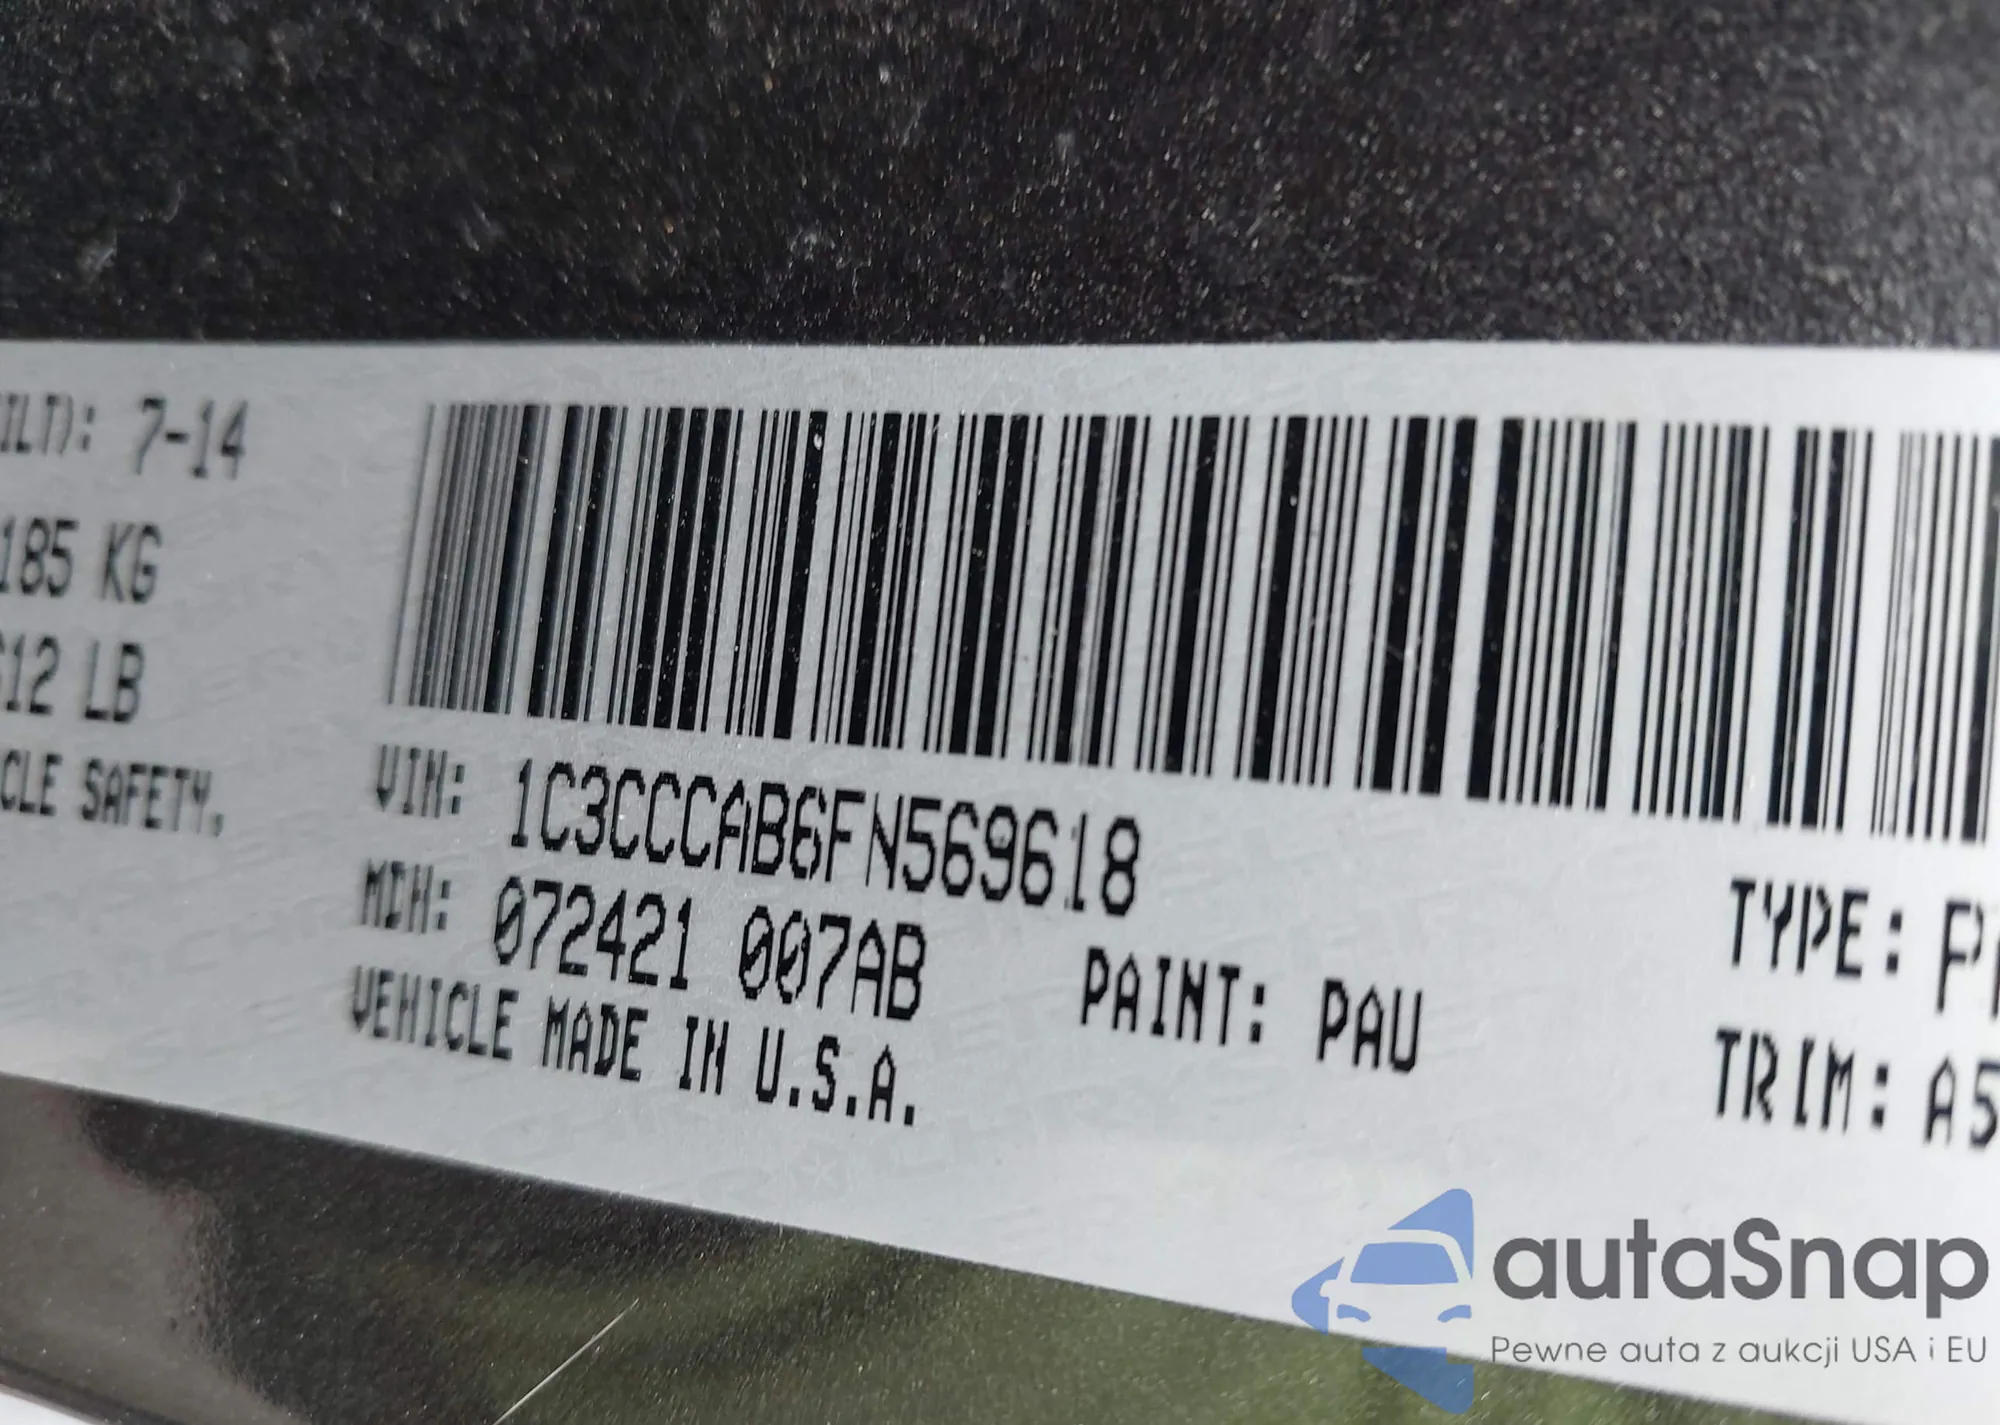 ILT): 7-14
185 KG
612 LB
CLE SAFETY.
VIN: 1C3CCCAB6FN569618
MDH: 072421 007AB
VEHICLE MADE IN U.S.A.
PAINT: PAU
TYPE: P
TRIM: A5
autaSnap
Pewne auta z aukcji USA i EU